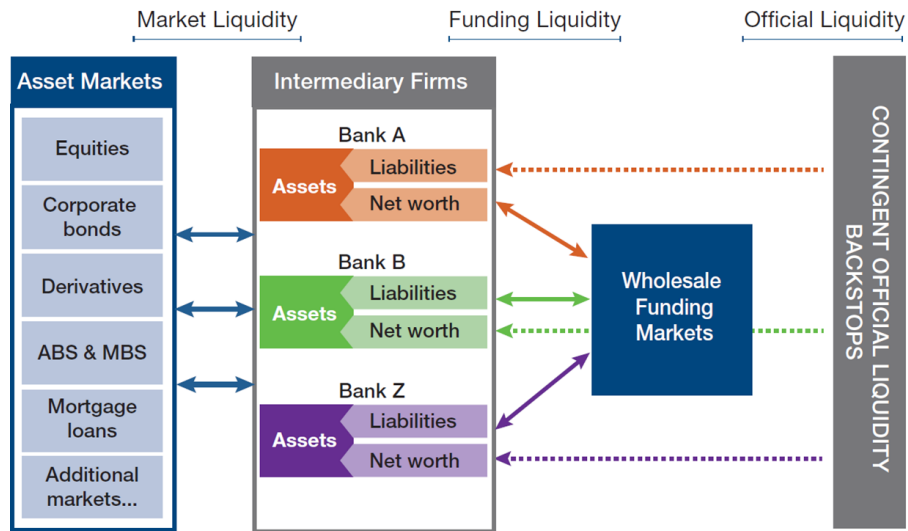 Market Liquidity
Funding Liquidity
Official Liquidity
Asset Markets
Equities
Corporate
bonds
Derivatives
ABS & MBS
Mortgage
loans
Additional
markets...
Intermediary Firms
Bank A
Assets
Liabilities
Net worth
Bank B
Assets
Liabilities
Net worth
Bank Z
Assets
Liabilities
Net worth
Wholesale
Funding
Markets
CONTINGENT OFFICIAL LIQUIDITY
BACKSTOPS